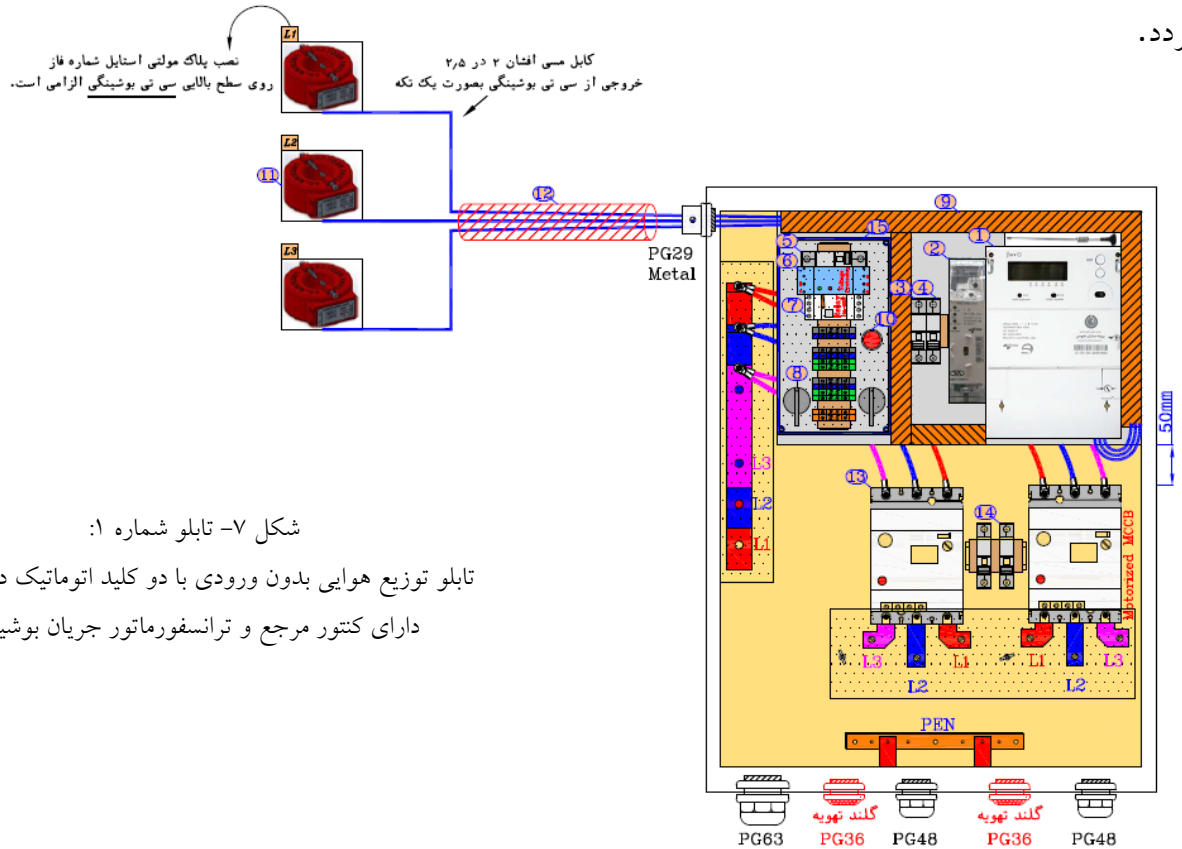 ردد.
L1
نصب پلاک مولتی استایل شماره فاز
روی سطح بالایی سی تی بوشینگی الزامی است.
کابل مسی افشان ۲ در ۲٫۵
خروجی از سی تی بوشینگی بصورت یک تکه
L2
11
L3
12
PG29
Metal
9
15
1
2
3
4
5
6
7
10
8
50mm
L3
L2
L1
13
14
Motorized MCCB
L3
L2
L1
L1
L2
L3
PEN
گلند تهویه
گلند تهویه
PG63
PG36
PG48
PG36
PG48
شکل ۷- تابلو شماره ۱:
تابلو توزیع هوایی بدون ورودی با دو کلید اتوماتیک د
دارای کنتور مرجع و ترانسفورماتور جریان بوشی